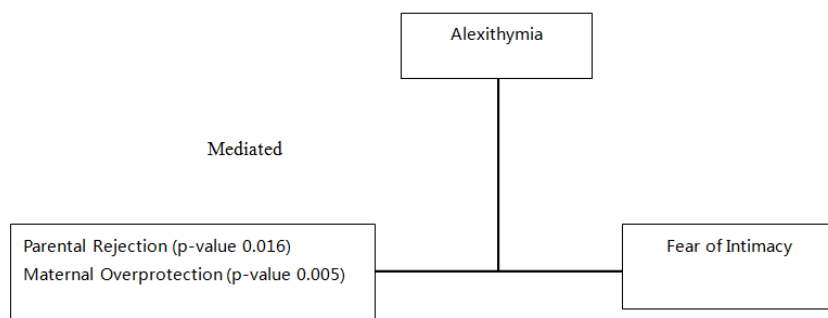 Alexithymia
Mediated
Parental Rejection (p-value 0.016)
Maternal Overprotection (p-value 0.005)
Fear of Intimacy